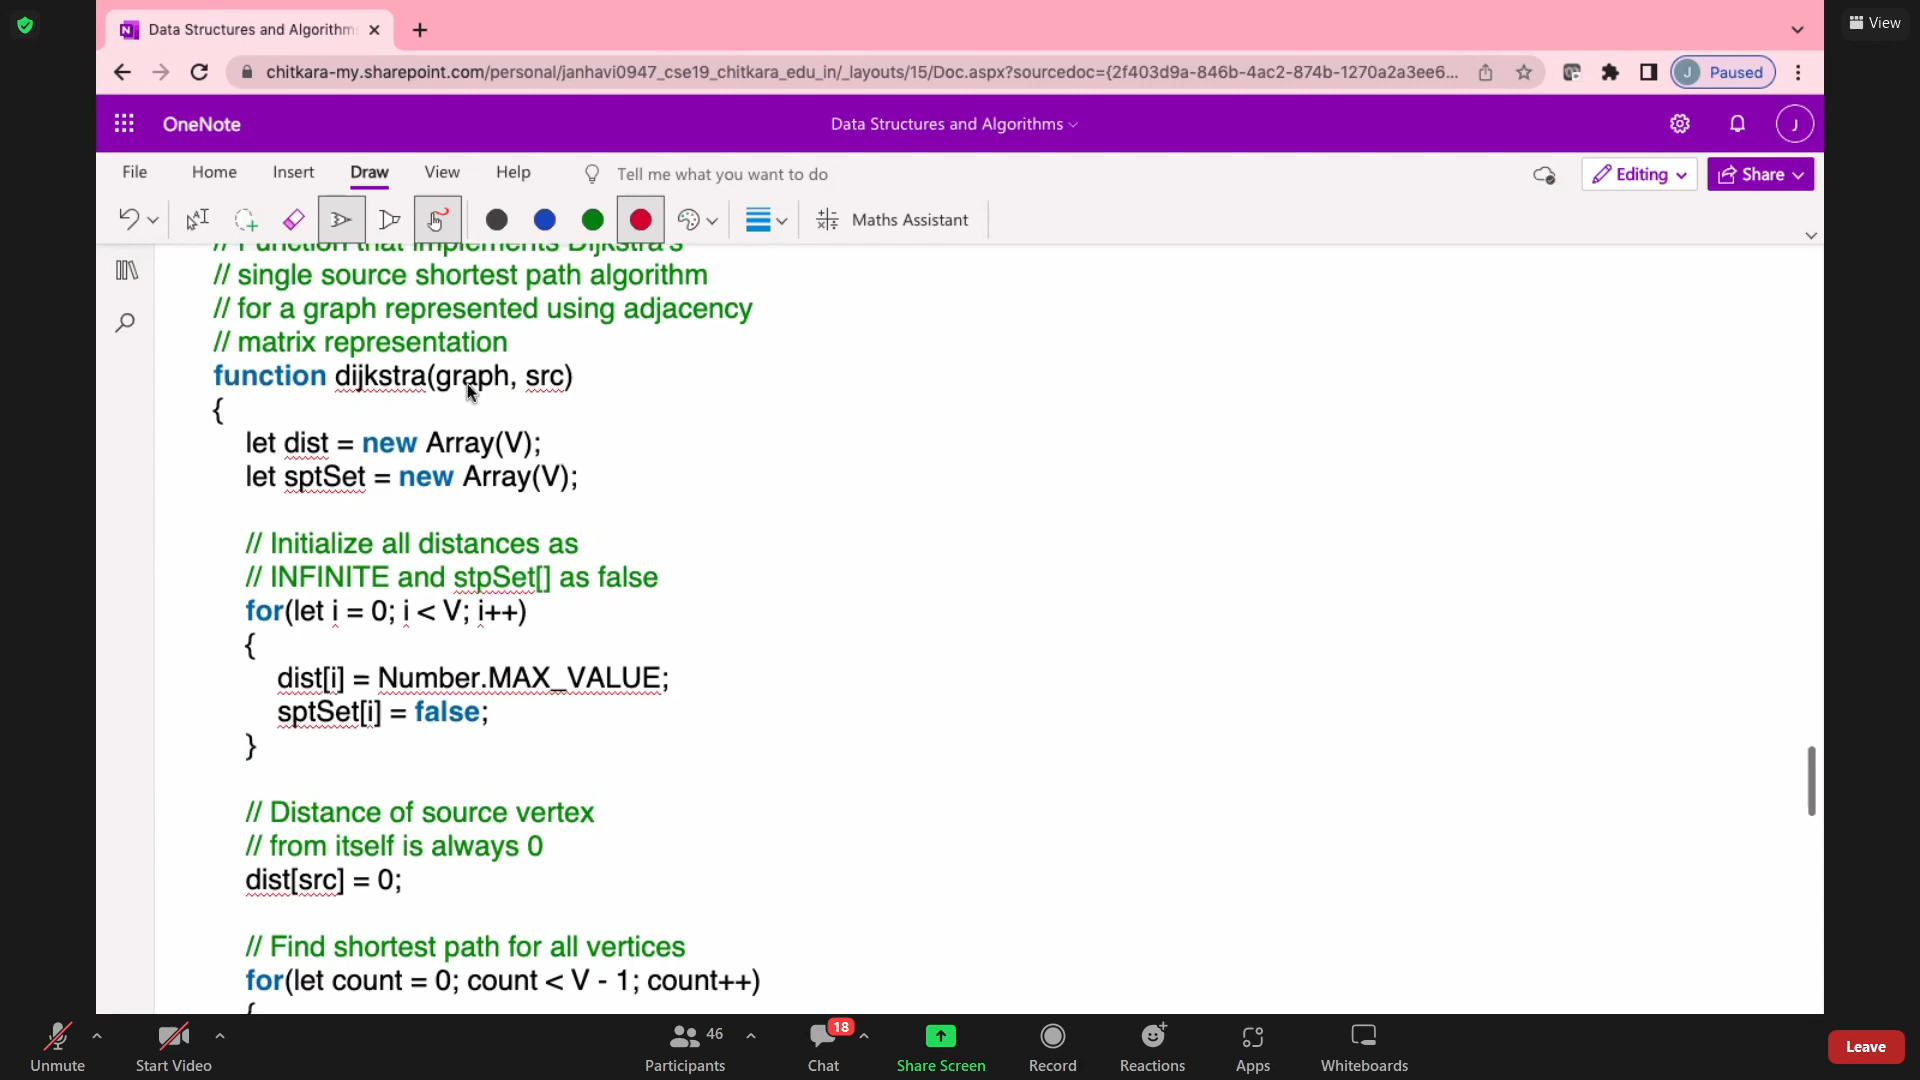 View
Data Structures and Algorithm
chitkara-my.sharepoint.com/personal/janhavi0947_cse19_chitkara_edu_in/_layouts/15/Doc.aspx?sourcedoc={2f403d9a-846b-4ac2-874b-1270a2a3ee6...
J Paused
OneNote
Data Structures and Algorithms
J
File Home Insert Draw View Help Tell me what you want to do
Editing Share
Maths Assistant
// Function that implements Dijkstra's
// single source shortest path algorithm
// for a graph represented using adjacency
// matrix representation
function dijkstra(graph, src)
{
let dist = new Array(V);
let sptSet = new Array(V);
// Initialize all distances as
// INFINITE and stpSet[] as false
for(let i = 0; i < V; i++)
{
dist[i] = Number.MAX_VALUE;
sptSet[i] = false;
}
// Distance of source vertex
// from itself is always 0
dist[src] = 0;
// Find shortest path for all vertices
for(let count = 0; count < V - 1; count++)
{
Unmute
Start Video
46
Participants
18
Chat
Share Screen
Record
Reactions
Apps
Whiteboards
Leave